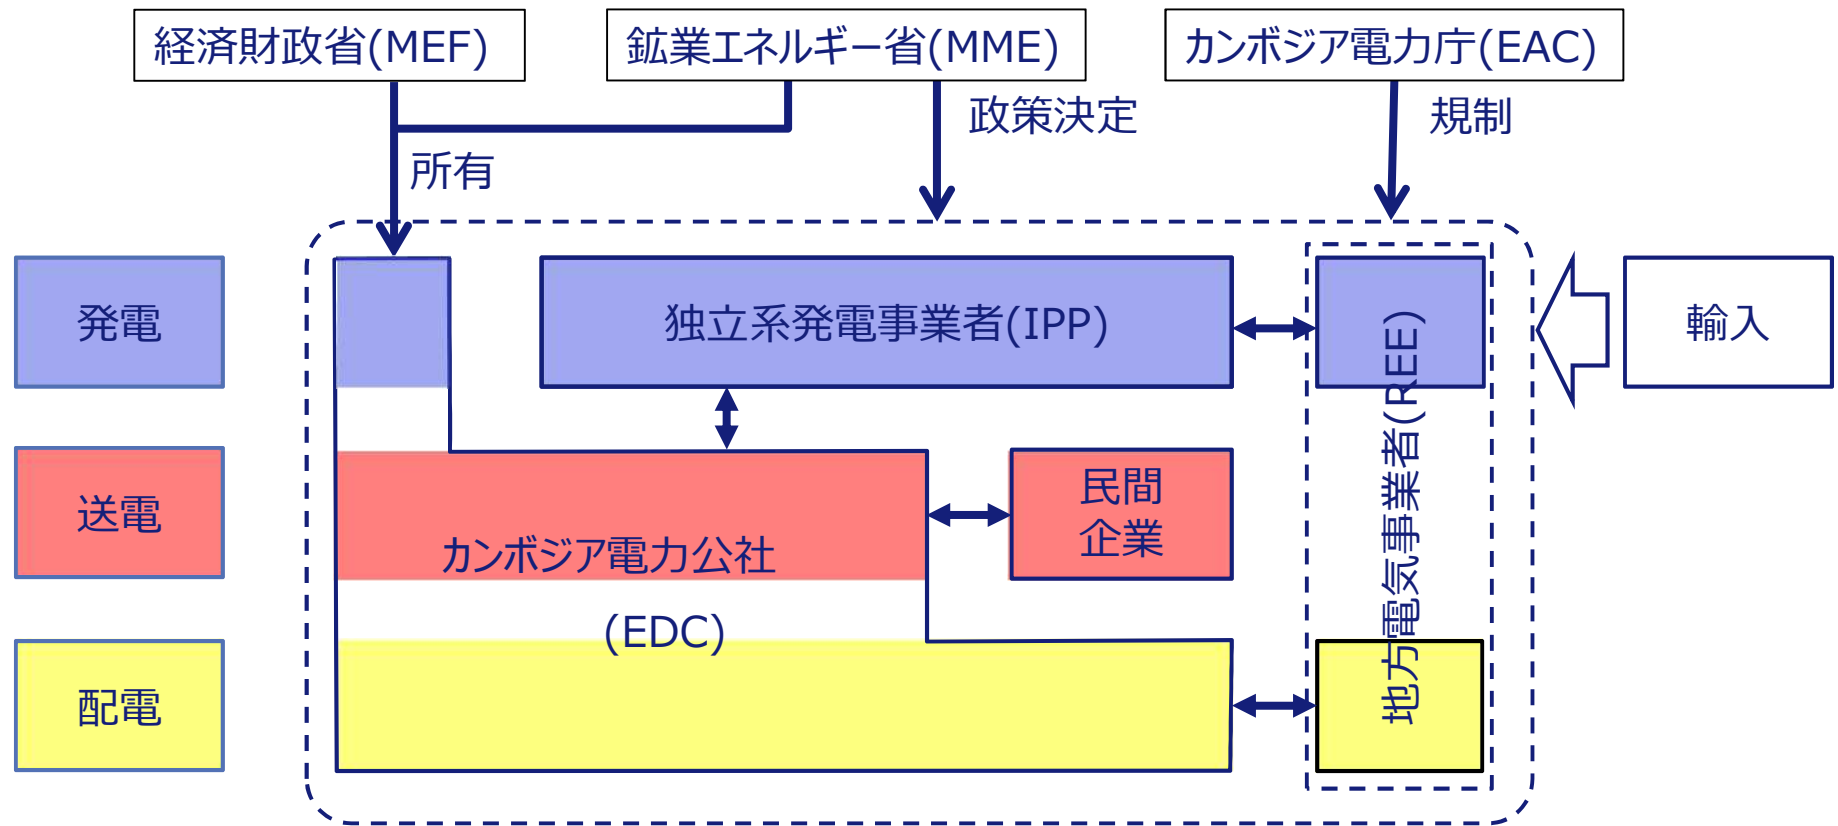 経済財政省(MEF)
鉱業エネルギー省(MME)
カンボジア電力庁(EAC)
政策決定
規制
所有
発電
独立系発電事業者(IPP)
輸入
地方電気事業者(REE)
送電
民間
企業
カンボジア電力公社
(EDC)
配電